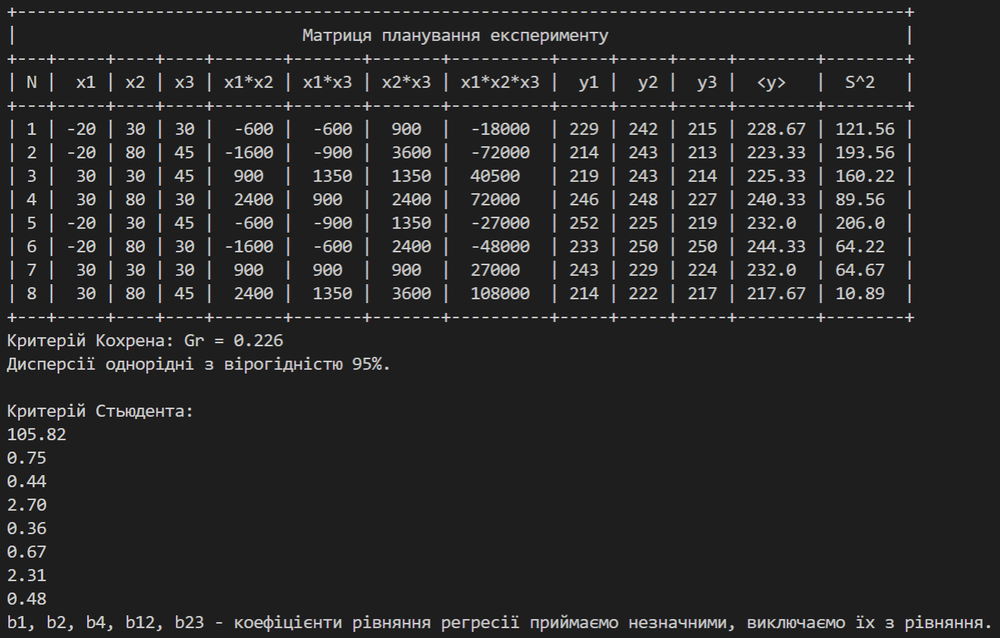 +------------------------------------------------------------------------------------------+
|                             Матриця планування експерименту                              |
+---+-----+----+----+-------+-------+-------+----------+-----+-----+-----+--------+--------+
| N |  x1 | x2 | x3 | x1*x2 | x1*x3 | x2*x3 | x1*x2*x3 |  y1 |  y2 |  y3 |  <y>   |  S^2   |
+---+-----+----+----+-------+-------+-------+----------+-----+-----+-----+--------+--------+
| 1 | -20 | 30 | 30 |  -600 |  -600 |  900  |  -18000  | 229 | 242 | 215 | 228.67 | 121.56 |
| 2 | -20 | 80 | 45 | -1600 |  -900 |  3600 |  -72000  | 214 | 243 | 213 | 223.33 | 193.56 |
| 3 |  30 | 30 | 45 |  900  |  1350 |  1350 |  40500   | 219 | 243 | 214 | 225.33 | 160.22 |
| 4 |  30 | 80 | 30 |  2400 |  900  |  2400 |  72000   | 246 | 248 | 227 | 240.33 | 89.56  |
| 5 | -20 | 30 | 45 |  -600 |  -900 |  1350 |  -27000  | 252 | 225 | 219 | 232.0  | 206.0  |
| 6 | -20 | 80 | 30 | -1600 |  -600 |  2400 |  -48000  | 233 | 250 | 250 | 244.33 | 64.22  |
| 7 |  30 | 30 | 30 |  900  |  900  |  900  |  27000   | 243 | 229 | 224 | 232.0  | 64.67  |
| 8 |  30 | 80 | 45 |  2400 |  1350 |  3600 |  108000  | 214 | 222 | 217 | 217.67 | 10.89  |
+---+-----+----+----+-------+-------+-------+----------+-----+-----+-----+--------+--------+
Критерій Кохрена: Gr = 0.226
Дисперсії однорідні з вірогідністю 95%.

Критерій Стьюдента:
105.82
0.75
0.44
2.70
0.36
0.67
2.31
0.48
b1, b2, b4, b12, b23 - коефіцієнти рівняння регресії приймаємо незначними, виключаємо їх з рівняння.